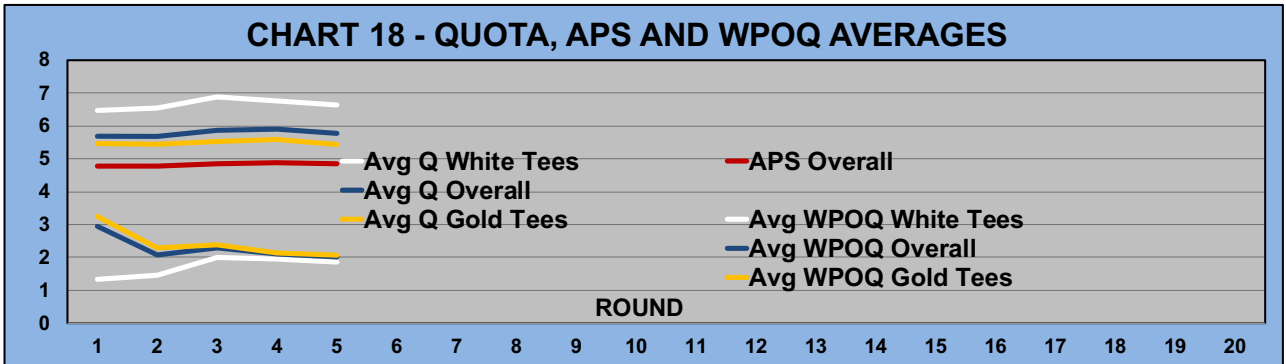 CHART 18 - QUOTA, APS AND WPOQ AVERAGES
8
7
6
5
4
3
2
1
0
Avg Q White Tees
APS Overall
Avg Q Overall
Avg Q Gold Tees
Avg WPOQ White Tees
Avg WPOQ Overall
Avg WPOQ Gold Tees
ROUND
1 2 3 4 5 6 7 8 9 10 11 12 13 14 15 16 17 18 19 20